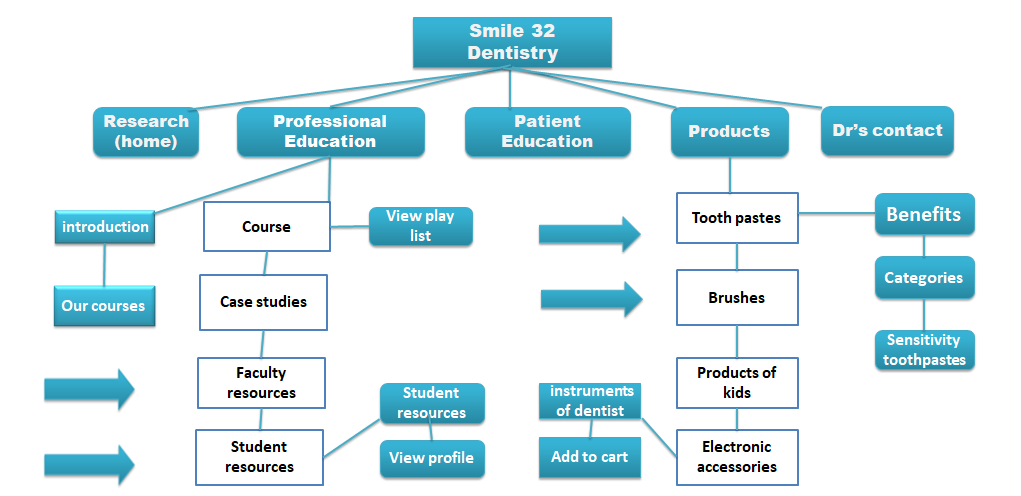 Smile 32
Dentistry
Research
(home)
Professional
Education
Patient
Education
Products
Dr's contact
introduction
Our courses
Course
View play
list
Case studies
Faculty
resources
Student
resources
Student
resources
View profile
Tooth pastes
Benefits
Categories
Sensitivity
toothpastes
Brushes
Products of
kids
Electronic
accessories
instruments
of dentist
Add to cart